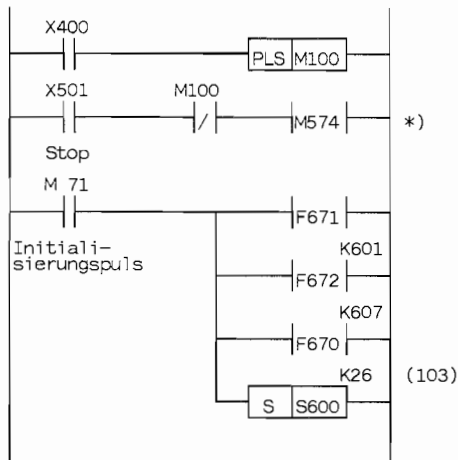 X400
PLS M100
X501 M100
M574 *)
Stop
M 71
F671
Initiali-
sierungspuls
K601
F672
K607
F670
K26 (103)
S S600